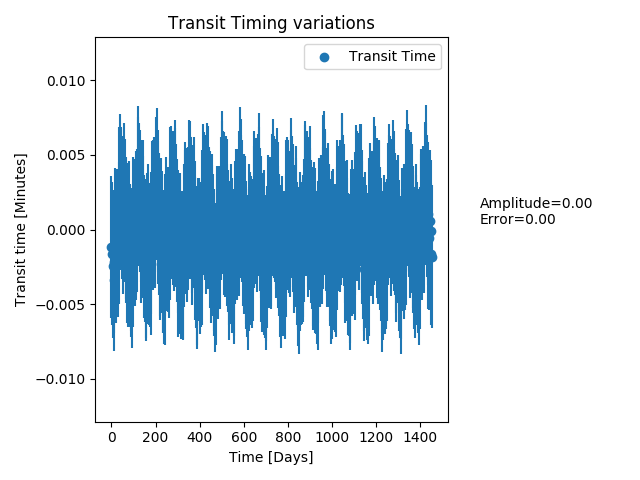 Transit Timing variations
Transit Time
0.010
0.005
0.000
−0.005
−0.010
Transit time [Minutes]
0 200 400 600 800 1000 1200 1400
Time [Days]
Amplitude=0.00
Error=0.00